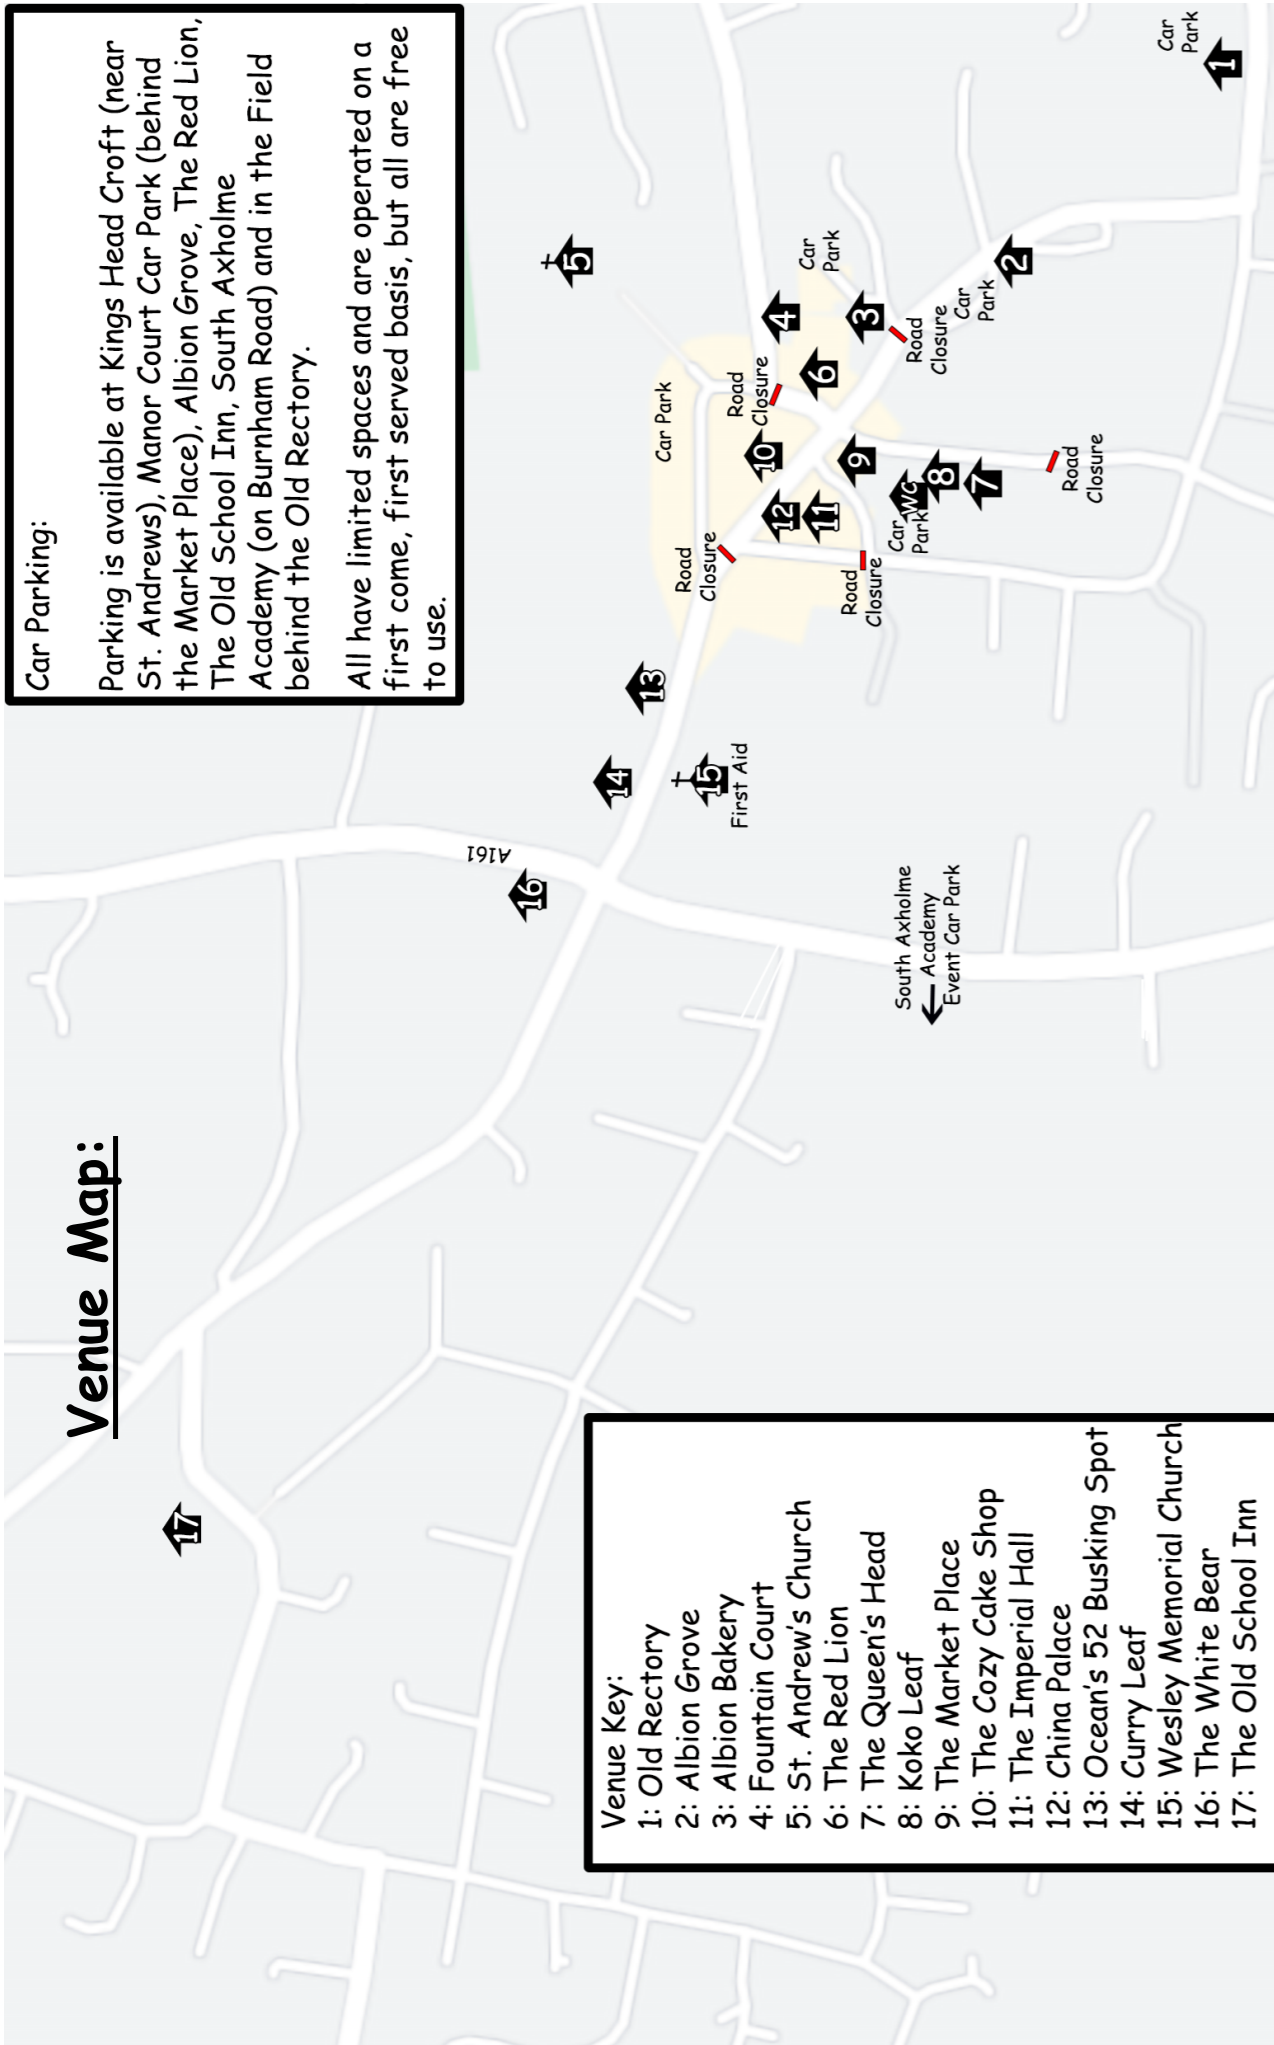 Venue Map:
Car Parking:
Parking is available at Kings Head Croft (near
St. Andrews), Manor Court Car Park (behind
the Market Place), Albion Grove, The Red Lion,
The Old School Inn, South Axholme
Academy (on Burnham Road) and in the Field
behind the Old Rectory.
All have limited spaces and are operated on a
first come, first served basis, but all are free
to use.
17
16
A161
14
13
15
First Aid
5
Car Park
Road
Closure
Road
Closure
10
12
11
4
6
Car
Park
3
9
Road
Closure
Road
Closure
Car
Park
WC
8
7
Car
Park
2
Road
Closure
Car
Park
1
South Axholme
Academy
Event Car Park
Venue Key:
1: Old Rectory
2: Albion Grove
3: Albion Bakery
4: Fountain Court
5: St. Andrew's Church
6: The Red Lion
7: The Queen's Head
8: Koko Leaf
9: The Market Place
10: The Cozy Cake Shop
11: The Imperial Hall
12: China Palace
13: Ocean's 52 Busking Spot
14: Curry Leaf
15: Wesley Memorial Church
16: The White Bear
17: The Old School Inn